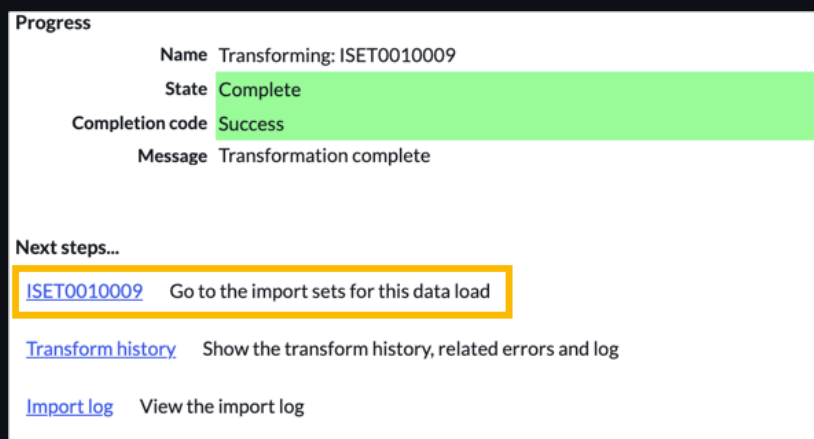 Progress
Name Transforming: ISET0010009
State Complete
Completion code Success
Message Transformation complete
Next steps...
ISET0010009 Go to the import sets for this data load
Transform history Show the transform history, related errors and log
Import log View the import log